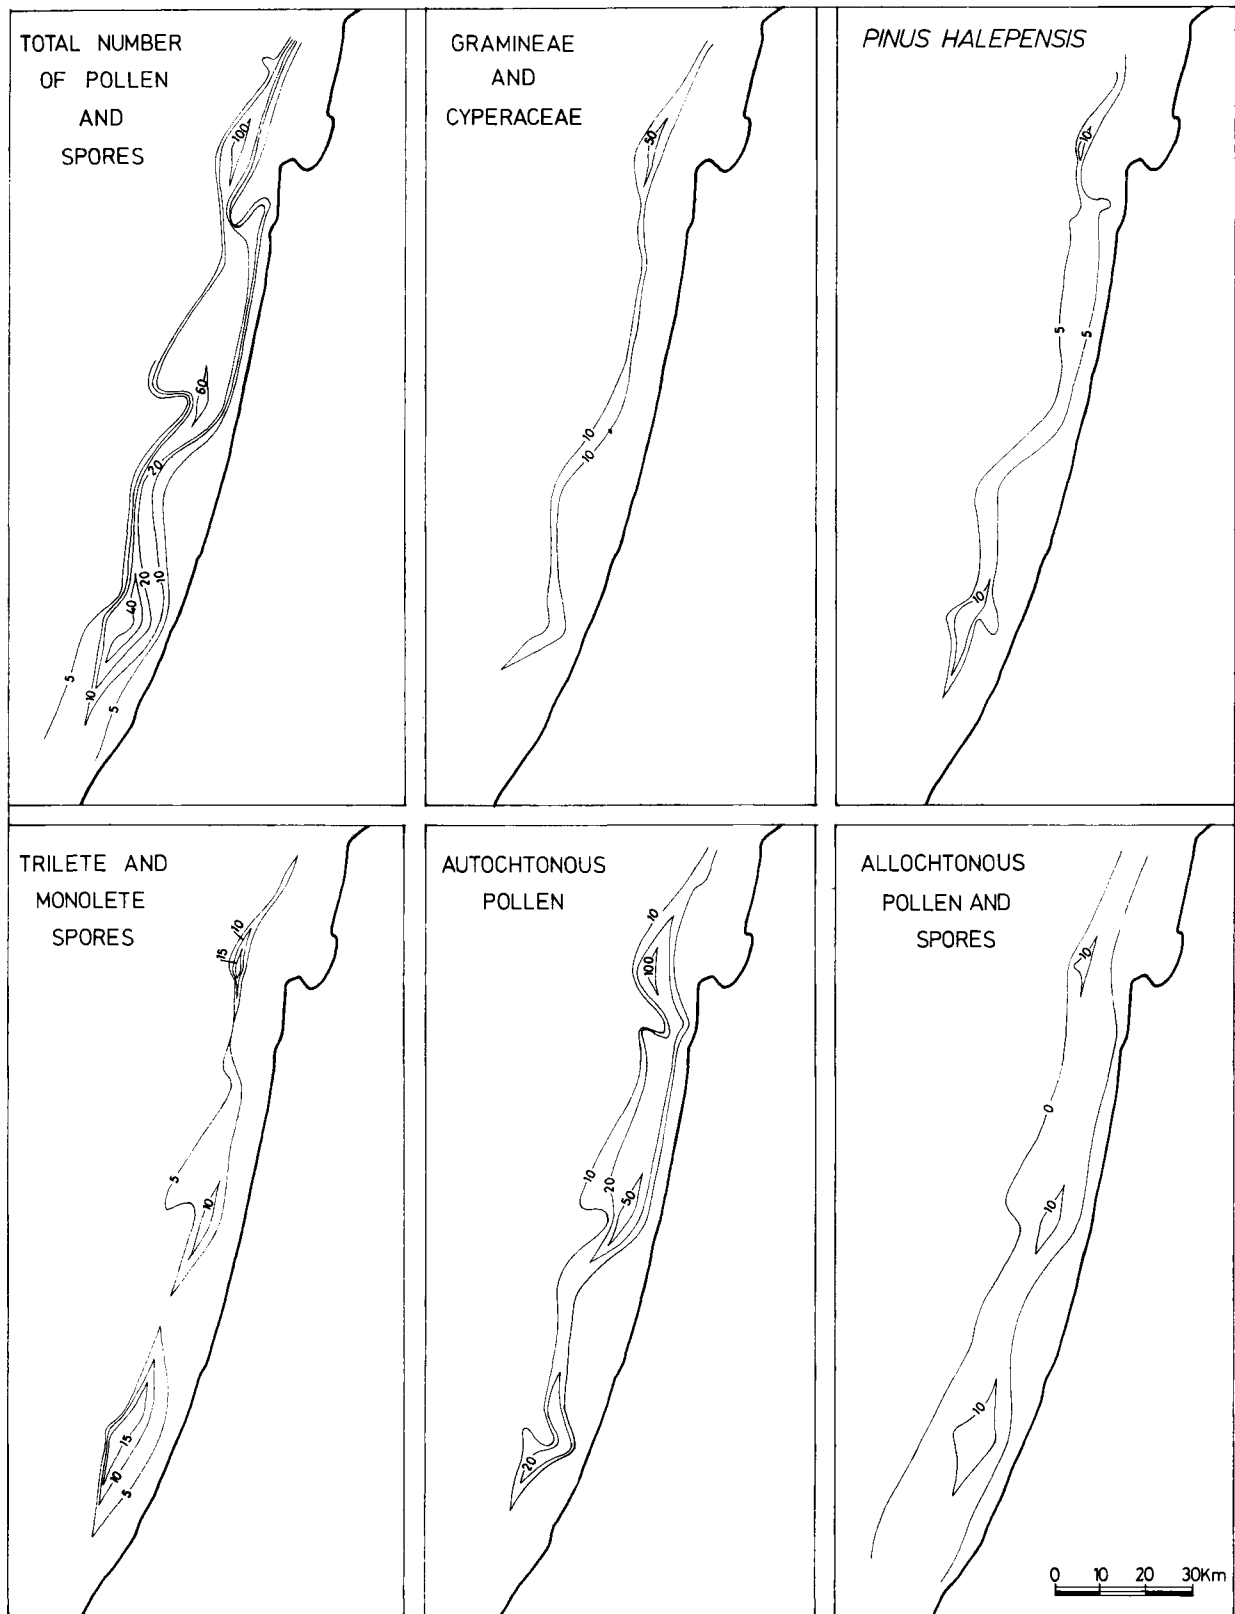 TOTAL NUMBER
OF POLLEN
AND
SPORES
100
60
20
20
10
40
5
10
5
GRAMINEAE
AND
CYPERACEAE
50
10
10
PINUS HALEPENSIS
10
5
5
10
TRILETE AND
MONOLETE
SPORES
10
15
5
10
15
10
5
AUTOCHTONOUS
POLLEN
10
100
10
20
50
20
ALLOCHTONOUS
POLLEN AND
SPORES
10
0
10
10
0 10 20 30Km